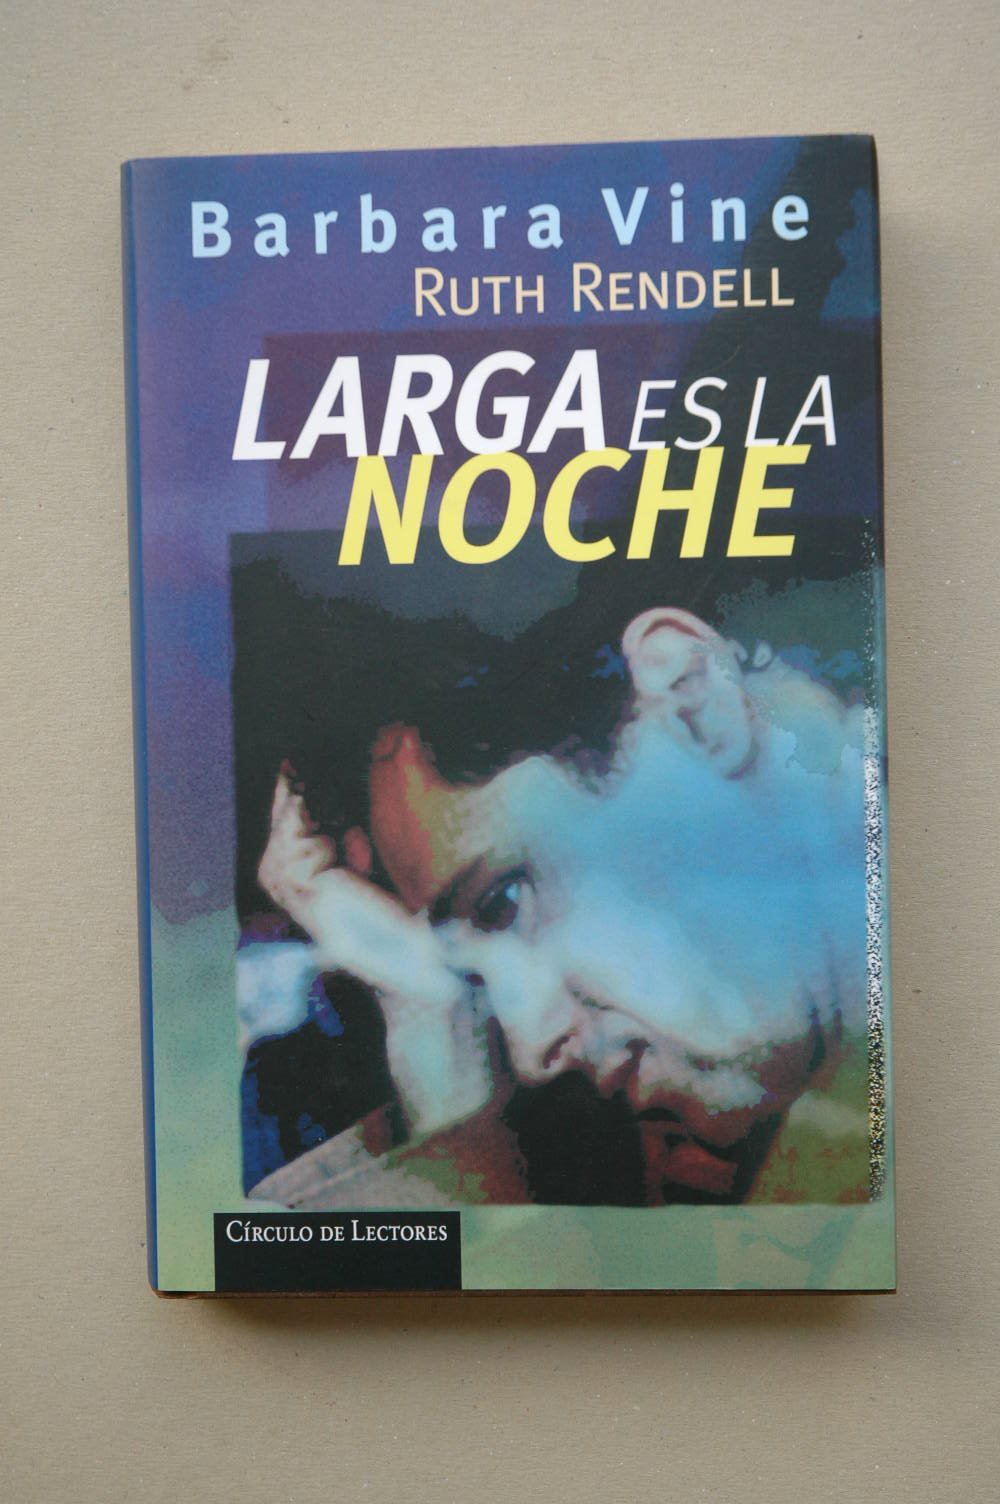 Barbara Vine
RUTH RENDELL
LARGA ES LA
NOCHE
CÍRCULO DE LECTORES